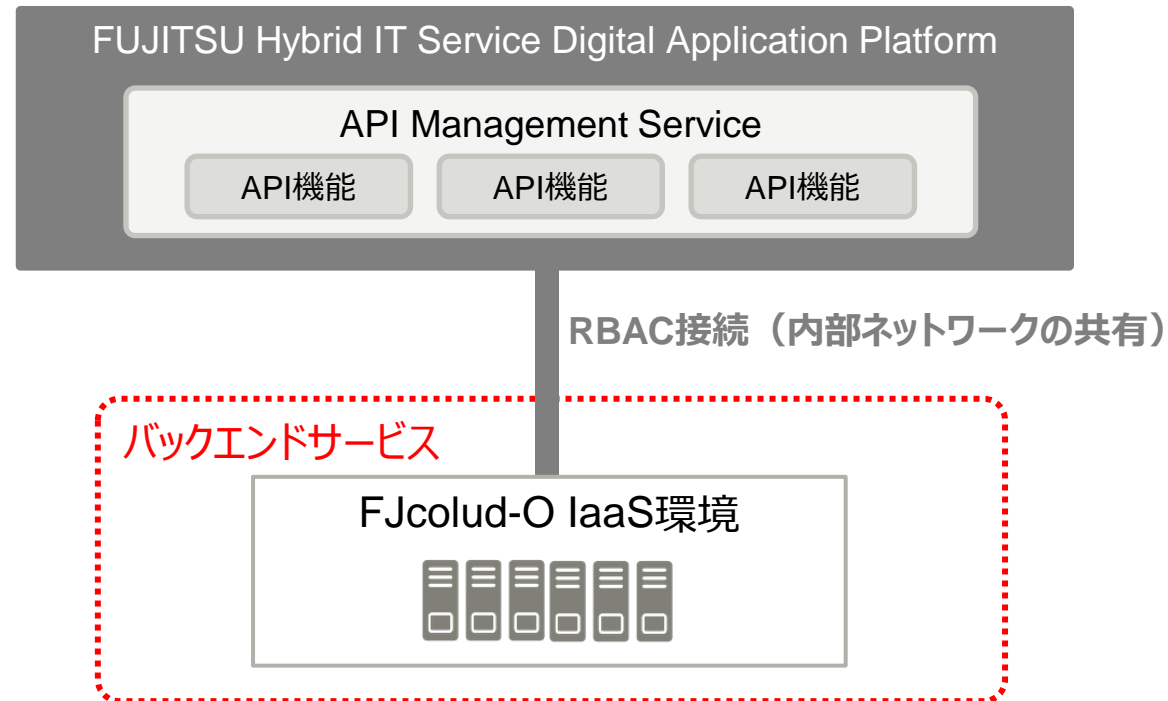 FUJITSU Hybrid IT Service Digital Application Platform
API Management Service
API機能 API機能 API機能
RBAC接続（内部ネットワークの共有）
バックエンドサービス
FJcolud-O IaaS環境